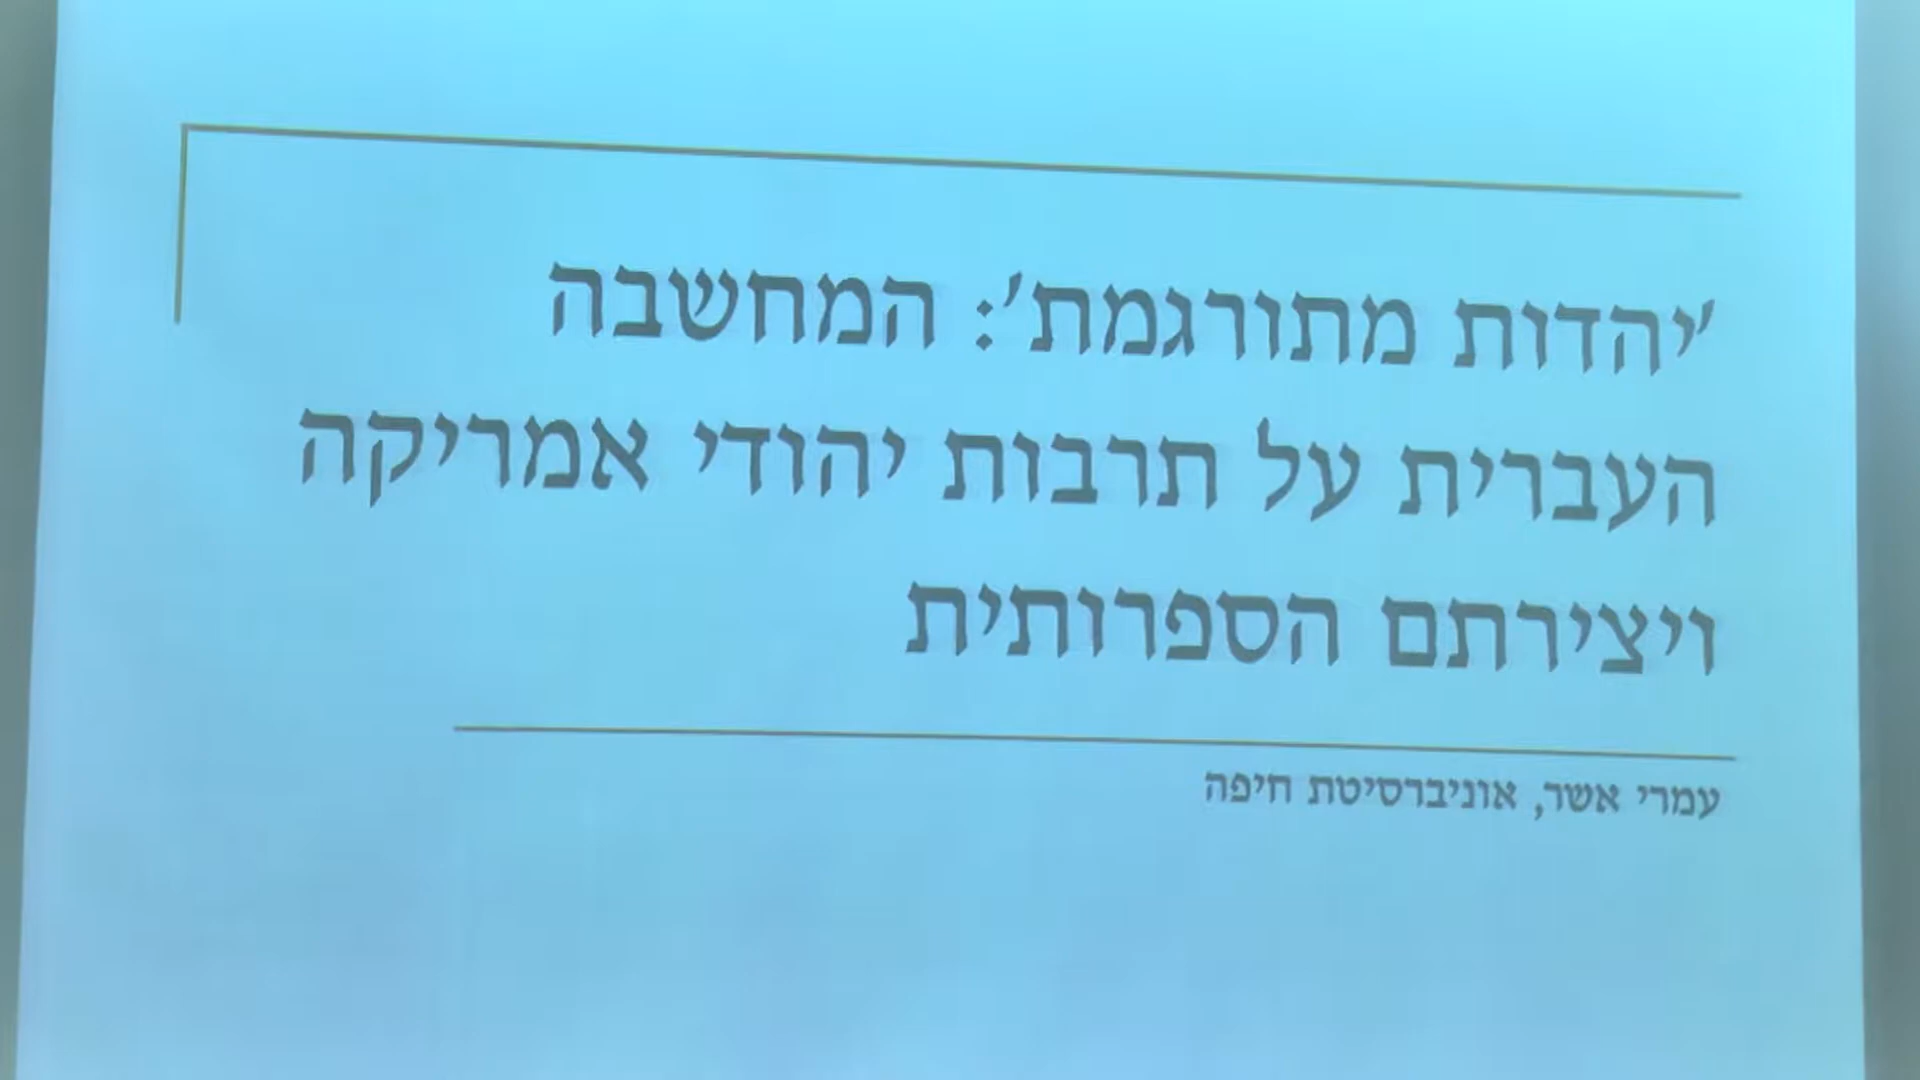 'יהדות מתורגמת': המחשבה
העברית על תרבות יהודי אמריקה
ויצירתם הספרותית
עמרי אשר, אוניברסיטת חיפה